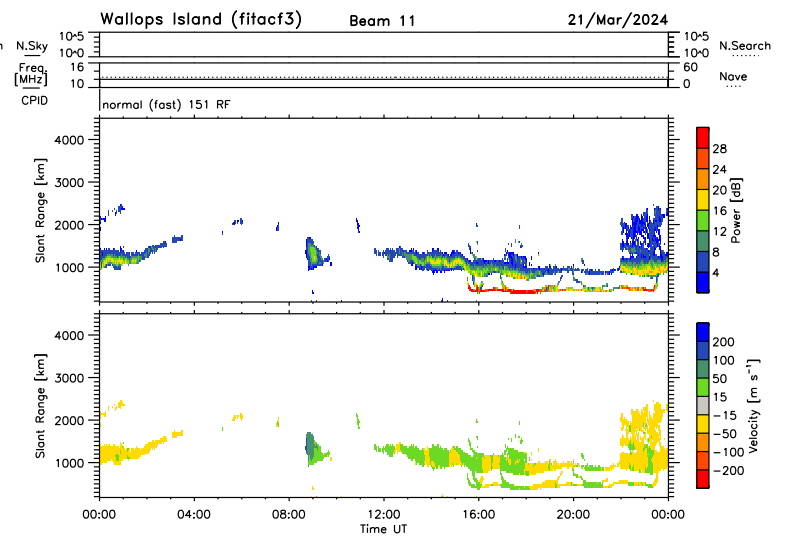 Wallops Island (fitacf3) Beam 11 21/Mar/2024
N.Sky 10^5 10^0 10^5 10^0 N.Search
Freq. [MHz] 16 10 60 0 Nave
CPID normal (fast) 151 RF
Slant Range [km]
4000
3000
2000
1000
28
24
20
16
12
8
4
Power [dB]
Slant Range [km]
4000
3000
2000
1000
200
100
50
15
-15
-50
-100
-200
Velocity [m s⁻¹]
00:00 04:00 08:00 12:00 16:00 20:00 00:00
Time UT